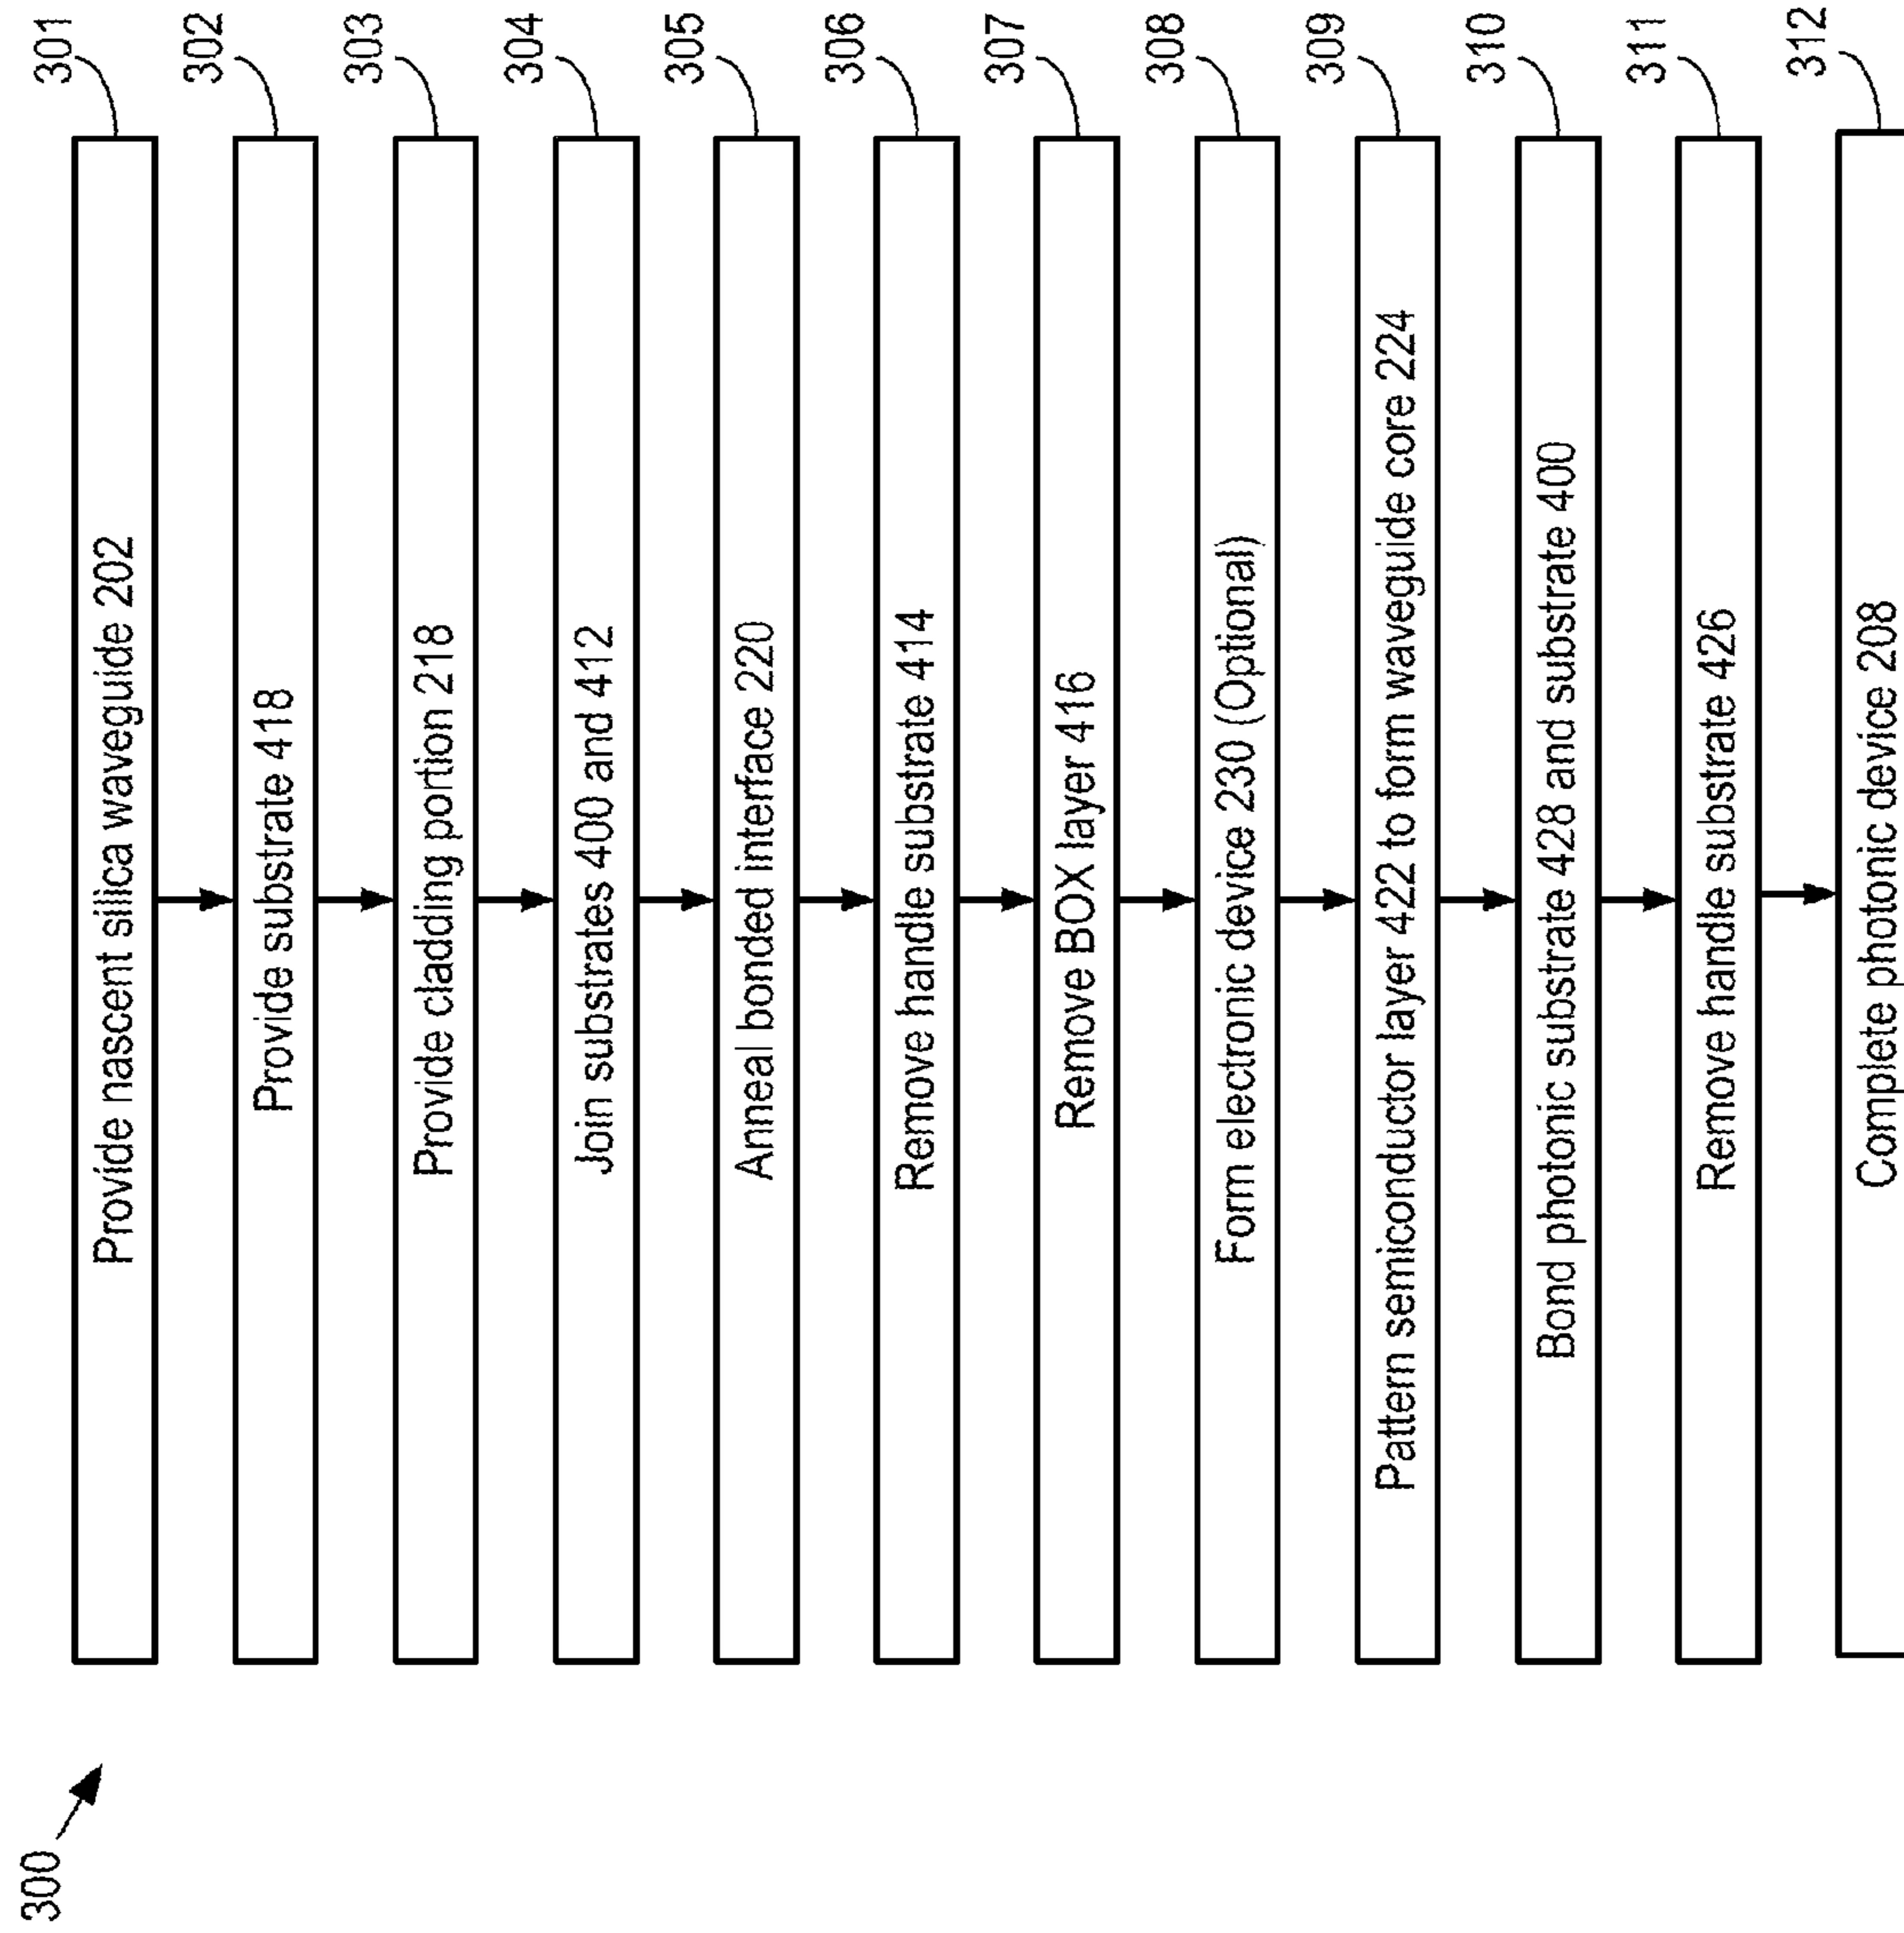 300
Provide nascent silica waveguide 202
301
Provide substrate 418
302
Provide cladding portion 218
303
Join substrates 400 and 412
304
Anneal bonded interface 220
305
Remove handle substrate 414
306
Remove BOX layer 416
307
Form electronic device 230 (Optional)
308
Pattern semiconductor layer 422 to form waveguide core 224
309
Bond photonic substrate 428 and substrate 400
310
Remove handle substrate 426
311
Complete photonic device 208
312